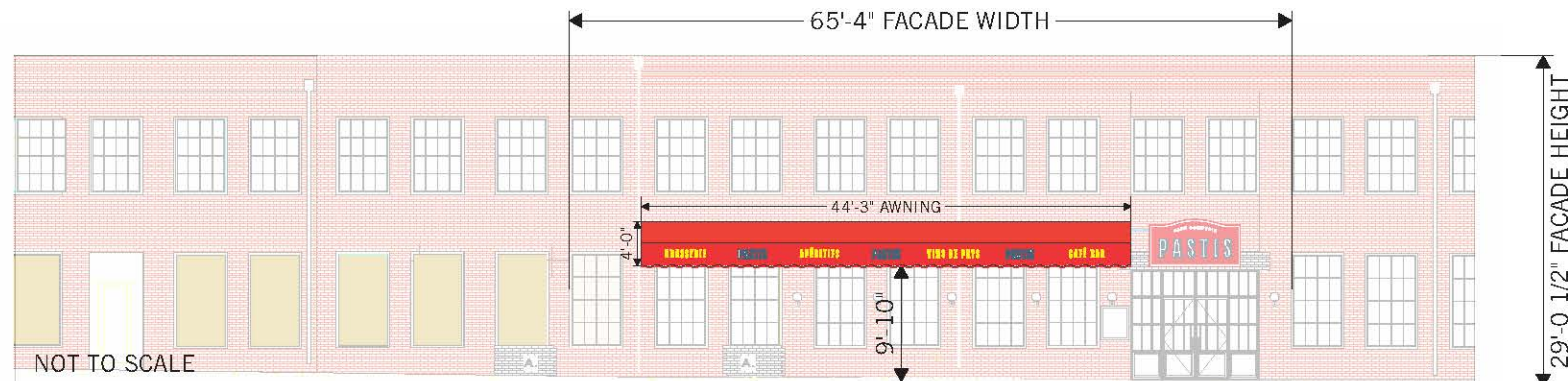 65'-4" FACADE WIDTH
29'-0 1/2" FACADE HEIGHT
44'-3" AWNING
4'-0"
BRASSERIE
APÉRITIFS
VINS DE PAYS
CAFÉ BAR
PASTIS
9'-10"
A.
A.
NOT TO SCALE